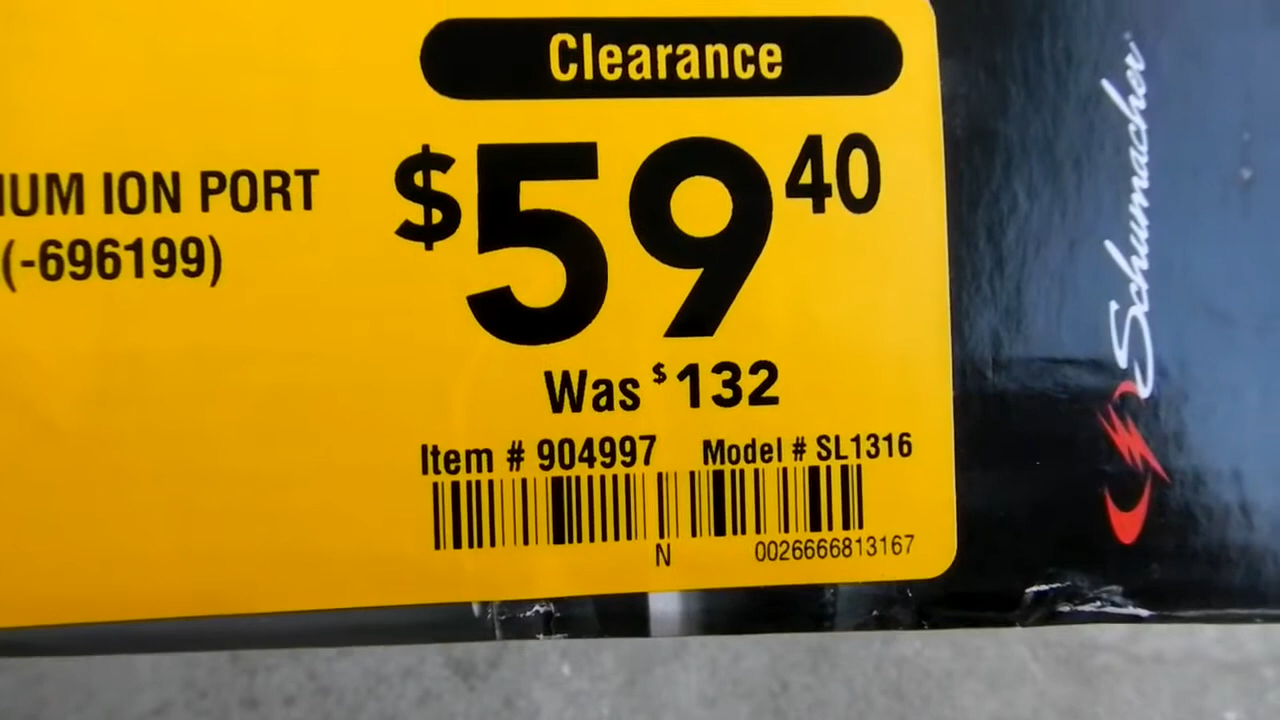 Clearance
IUM ION PORT
(-696199)
$59 40
Was $132
Item # 904997 Model # SL1316
N 0026666813167
Schumacher